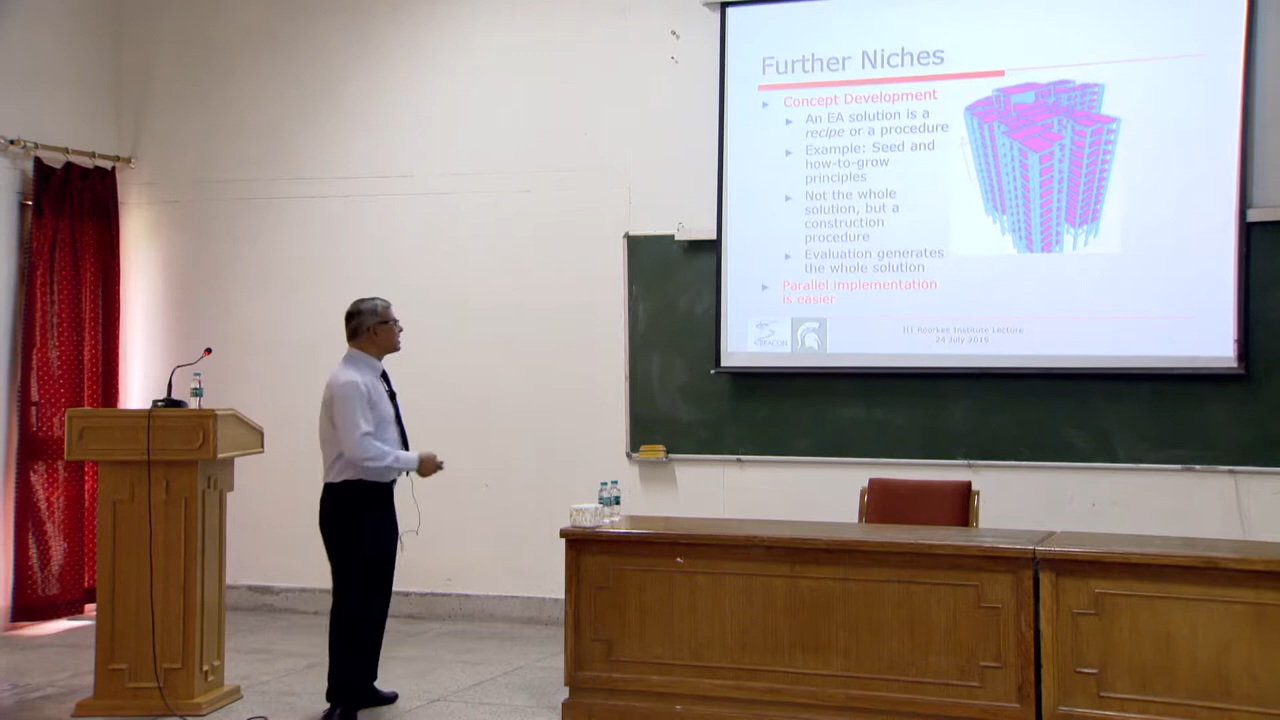 Further Niches
Concept Development
An EA solution is a
recipe or a procedure
Example: Seed and
how-to-grow
principles
Not the whole
solution, but a
construction
procedure
Evaluation generates
the whole solution
Parallel implementation
is easier
BEACON
IIT Roorkee Institute Lecture
24 July 2015